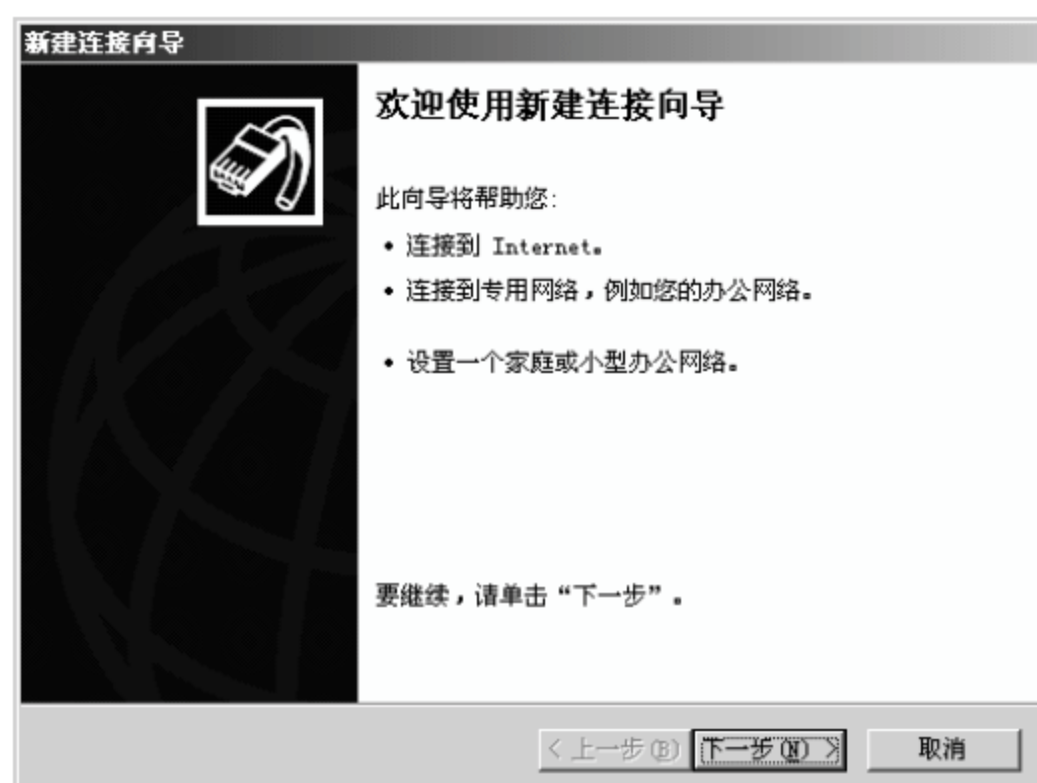 新建连接向导
欢迎使用新建连接向导
此向导将帮助您:
• 连接到 Internet。
• 连接到专用网络，例如您的办公网络。
• 设置一个家庭或小型办公网络。
要继续，请单击“下一步”。
< 上一步(B) 下一步(N) > 取消